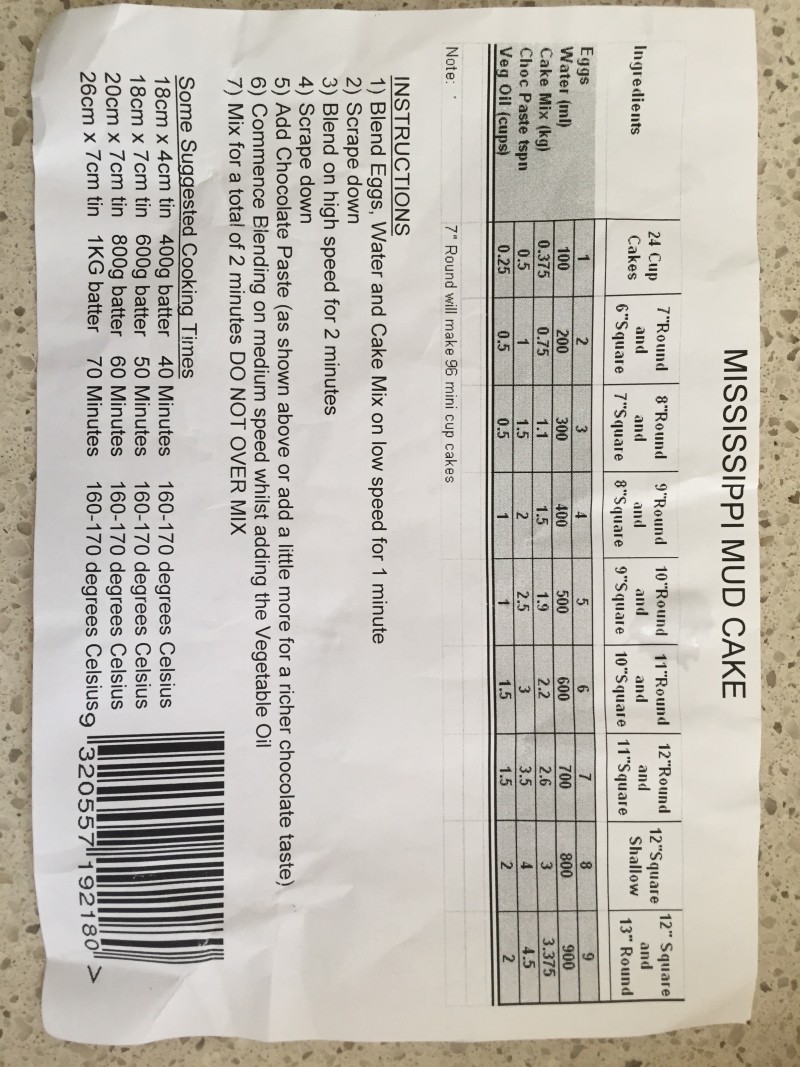 MISSISSIPPI MUD CAKE
Ingredients 24 Cup Cakes 7"Round and 6"Square 8"Round and 7"Square 9"Round and 8"Square 10"Round and 9"Square 11"Round and 10"Square 12"Round and 11"Square 12"Square Shallow 12" Square and 13" Round
Eggs 1 2 3 4 5 6 7 8 9
Water (ml) 100 200 300 400 500 600 700 800 900
Cake Mix (kg) 0.375 0.75 1.1 1.5 1.9 2.2 2.6 3 3.375
Choc Paste tspn 0.5 1 1.5 2 2.5 3 3.5 4 4.5
Veg Oil (cups) 0.25 0.5 0.5 1 1 1.5 1.5 2 2
Note: 7" Round will make 96 mini cup cakes
INSTRUCTIONS
1) Blend Eggs, Water and Cake Mix on low speed for 1 minute
2) Scrape down
3) Blend on high speed for 2 minutes
4) Scrape down
5) Add Chocolate Paste (as shown above or add a little more for a richer chocolate taste)
6) Commence Blending on medium speed whilst adding the Vegetable Oil
7) Mix for a total of 2 minutes DO NOT OVER MIX
Some Suggested Cooking Times
18cm x 4cm tin 400g batter 40 Minutes 160-170 degrees Celsius
18cm x 7cm tin 600g batter 50 Minutes 160-170 degrees Celsius
20cm x 7cm tin 800g batter 60 Minutes 160-170 degrees Celsius
26cm x 7cm tin 1KG batter 70 Minutes 160-170 degrees Celsius
9 320557 192180 >